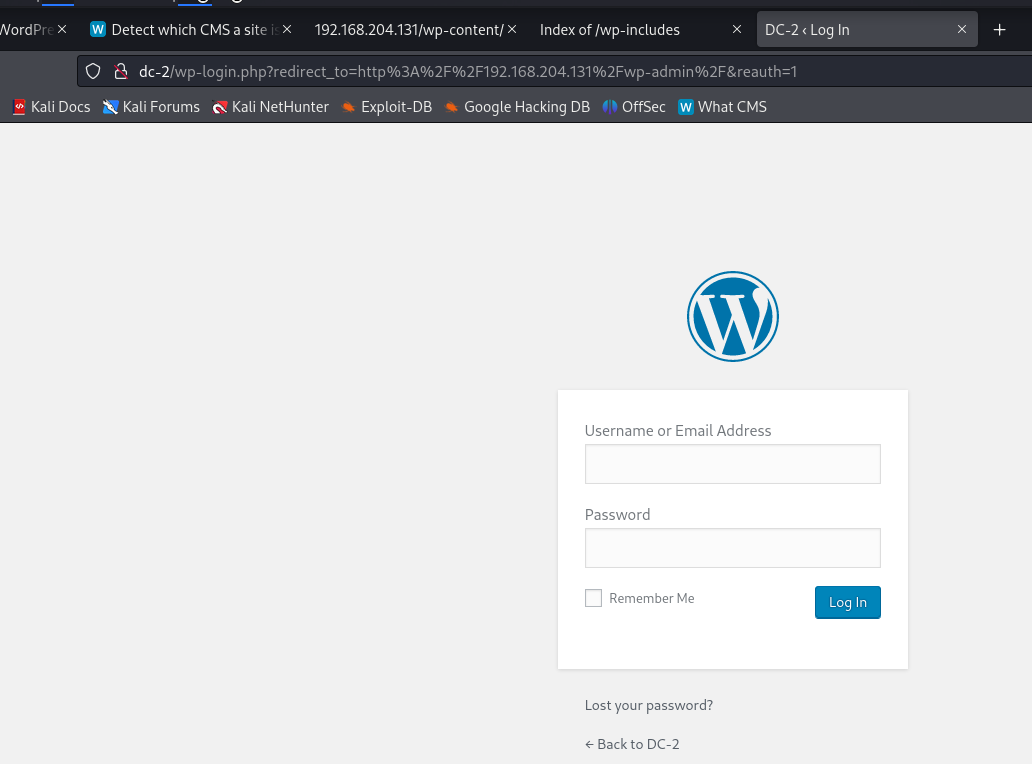 WordPre
Detect which CMS a site is
192.168.204.131/wp-content/
Index of /wp-includes
DC-2 ‹ Log In
dc-2/wp-login.php?redirect_to=http%3A%2F%2F192.168.204.131%2Fwp-admin%2F&reauth=1
Kali Docs
Kali Forums
Kali NetHunter
Exploit-DB
Google Hacking DB
OffSec
What CMS
Username or Email Address
Password
Remember Me
Log In
Lost your password?
← Back to DC-2